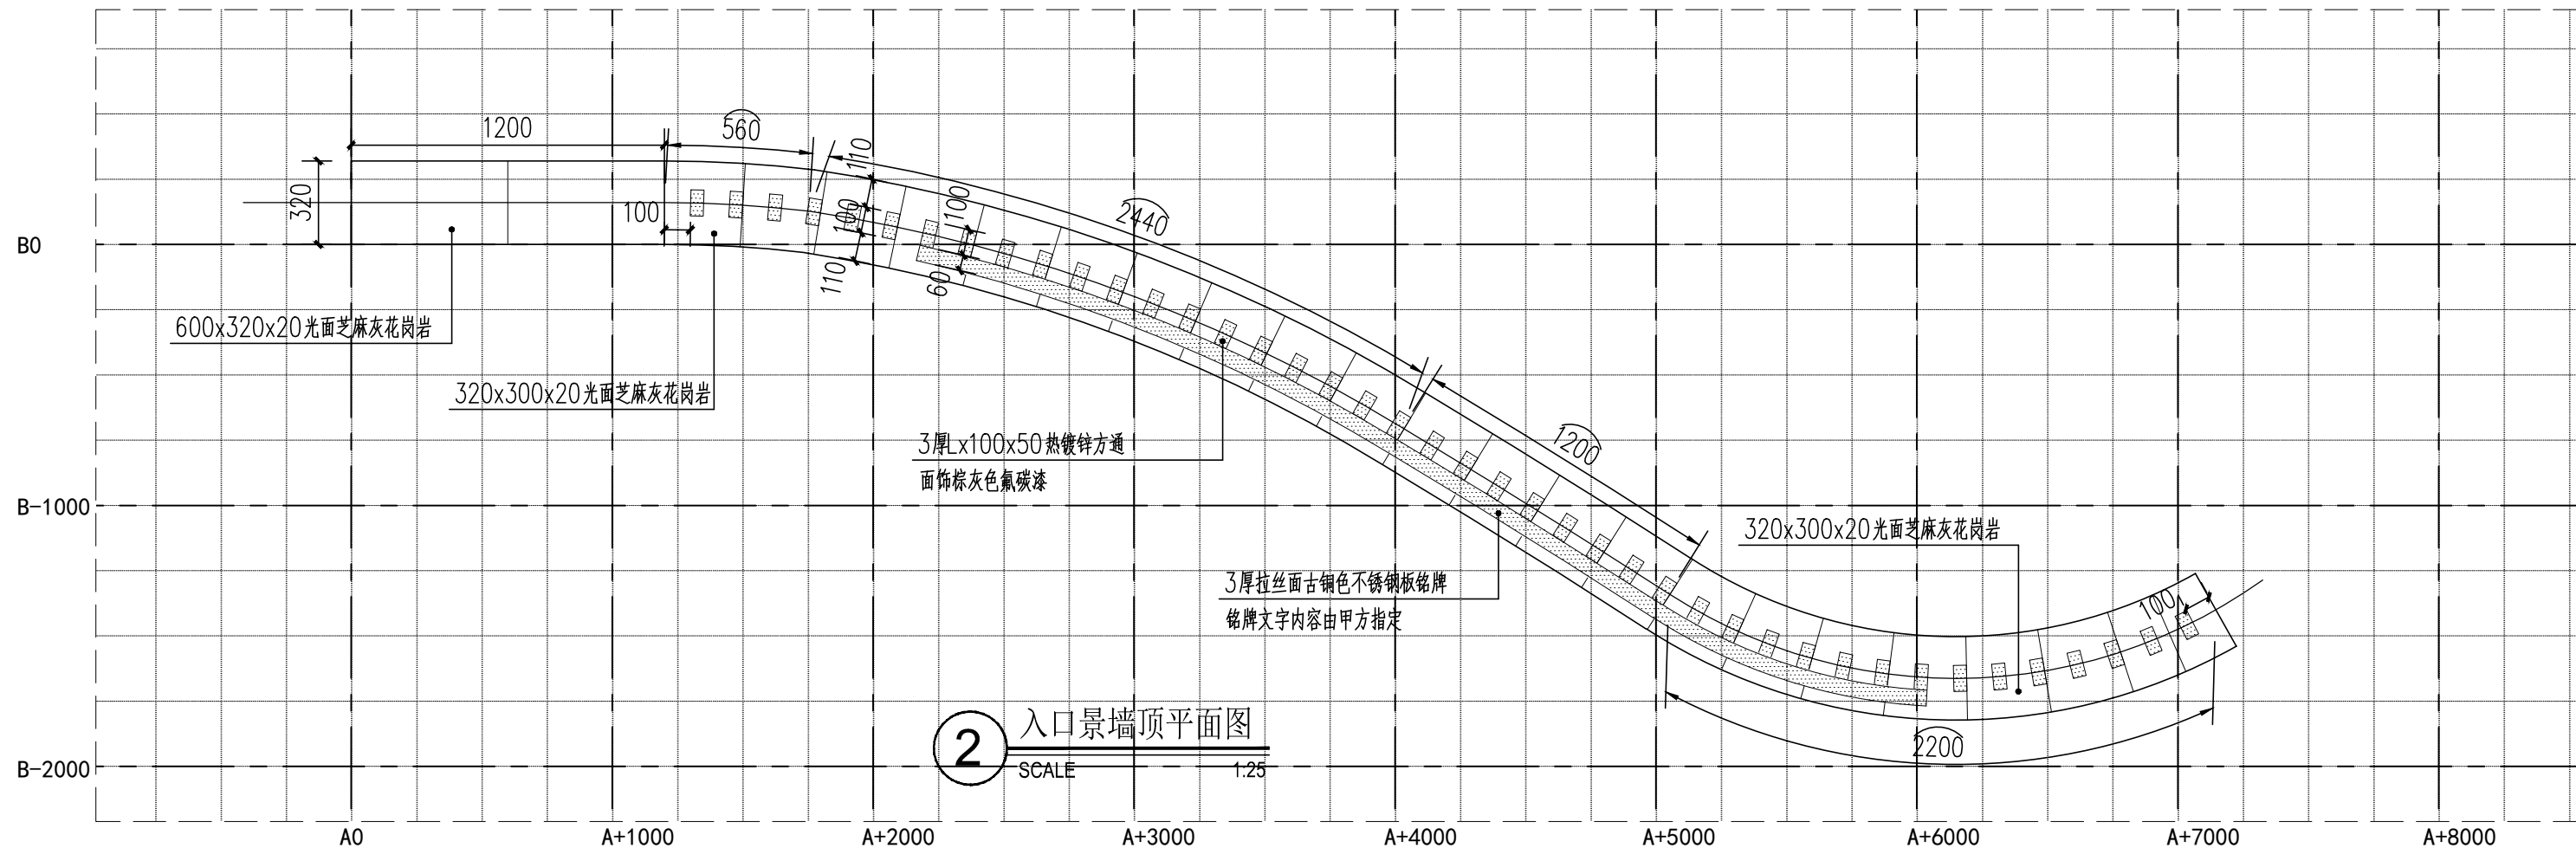 1200
560
110
320
100
100
100
2440
B0
110
60
600x320x20光面芝麻灰花岗岩
320x300x20光面芝麻灰花岗岩
3厚Lx100x50热镀锌方通
面饰棕灰色氟碳漆
1200
B-1000
320x300x20光面芝麻灰花岗岩
3厚拉丝面古铜色不锈钢板铭牌
铭牌文字内容由甲方指定
100
2
入口景墙顶平面图
SCALE 1:25
2200
B-2000
A0 A+1000 A+2000 A+3000 A+4000 A+5000 A+6000 A+7000 A+8000